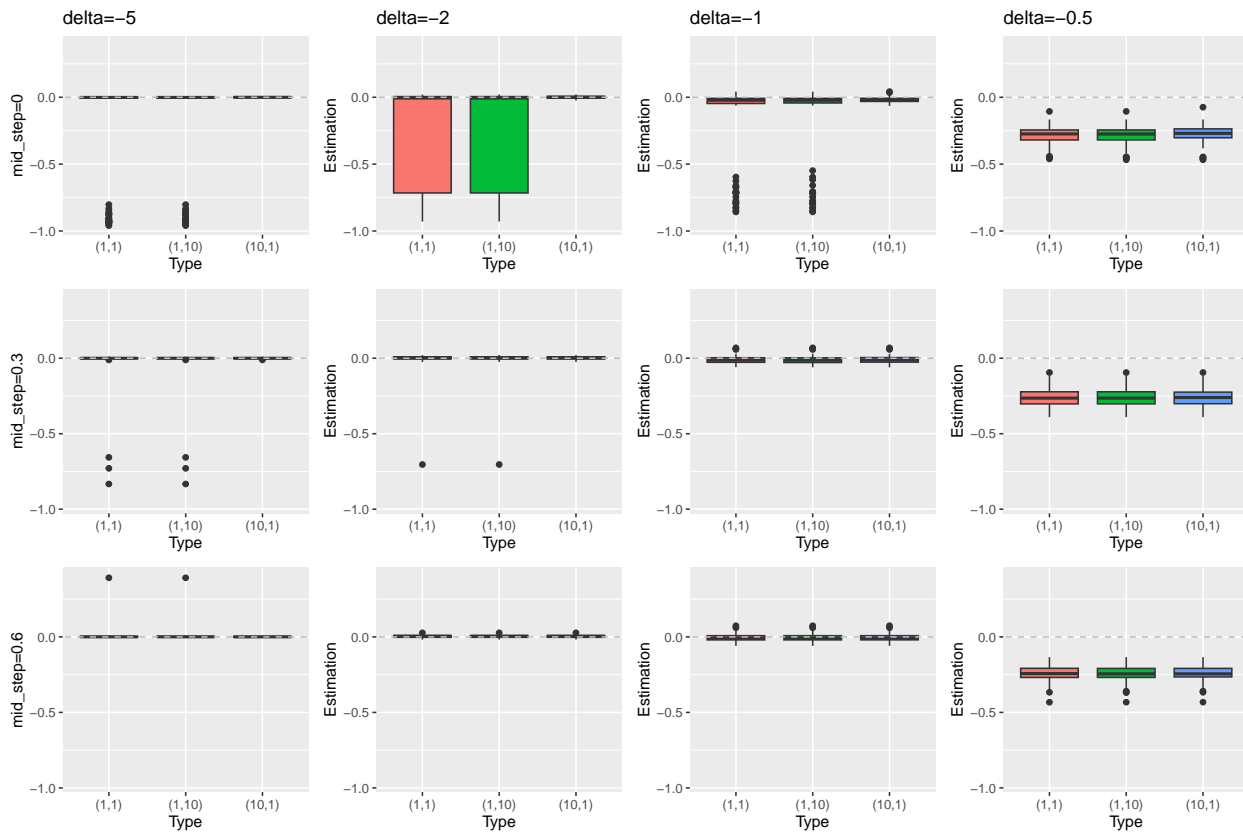 delta=−5
delta=−2
delta=−1
delta=−0.5
mid_step=0
0.0
−0.5
−1.0
(1,1)
(1,10)
(10,1)
Type
Estimation
0.0
−0.5
−1.0
(1,1)
(1,10)
(10,1)
Type
Estimation
0.0
−0.5
−1.0
(1,1)
(1,10)
(10,1)
Type
Estimation
0.0
−0.5
−1.0
(1,1)
(1,10)
(10,1)
Type
mid_step=0.3
0.0
−0.5
−1.0
(1,1)
(1,10)
(10,1)
Type
Estimation
0.0
−0.5
−1.0
(1,1)
(1,10)
(10,1)
Type
Estimation
0.0
−0.5
−1.0
(1,1)
(1,10)
(10,1)
Type
Estimation
0.0
−0.5
−1.0
(1,1)
(1,10)
(10,1)
Type
mid_step=0.6
0.0
−0.5
−1.0
(1,1)
(1,10)
(10,1)
Type
Estimation
0.0
−0.5
−1.0
(1,1)
(1,10)
(10,1)
Type
Estimation
0.0
−0.5
−1.0
(1,1)
(1,10)
(10,1)
Type
Estimation
0.0
−0.5
−1.0
(1,1)
(1,10)
(10,1)
Type